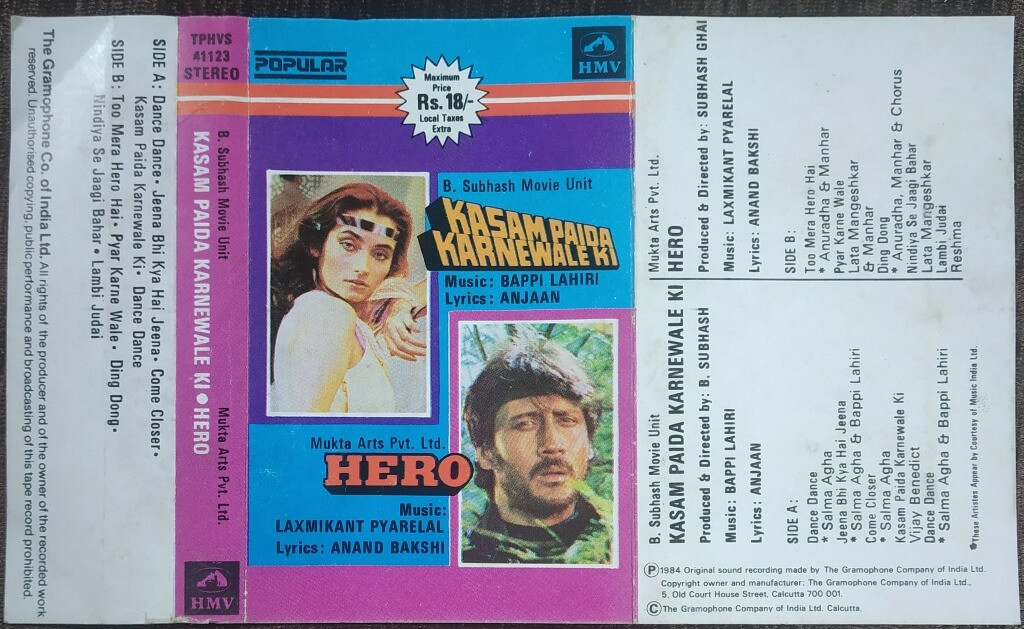 The Gramophone Co. of India Ltd. All rights of the producer and of the owner of the recorded work
reserved. Unauthorised copying, public performance and broadcasting of this tape record prohibited.
SIDE A: Dance Dance • Jeena Bhi Kya Hai Jeena • Come Closer •
Kasam Paida Karnewale Ki • Dance Dance
SIDE B: Too Mera Hero Hai • Pyar Karne Wale • Ding Dong •
Nindiya Se Jaagi Bahar • Lambi Judai
TPHVS
41123
STEREO
B. Subhash Movie Unit
Mukta Arts Pvt. Ltd.
KASAM PAIDA KARNEWALE KI ● HERO
HMV
POPULAR
Maximum
Price
Rs. 18/-
Local Taxes
Extra
HMV
B. Subhash Movie Unit
KASAM PAIDA
KARNEWALE KI
Music: BAPPI LAHIRI
Lyrics: ANJAAN
Mukta Arts Pvt. Ltd.
HERO
Music:
LAXMIKANT PYARELAL
Lyrics: ANAND BAKSHI
B. Subhash Movie Unit
KASAM PAIDA KARNEWALE KI
Produced & Directed by: B. SUBHASH
Music: BAPPI LAHIRI
Lyrics: ANJAAN
SIDE A:
Dance Dance
* Salma Agha
Jeena Bhi Kya Hai Jeena
* Salma Agha & Bappi Lahiri
Come Closer
* Salma Agha
Kasam Paida Karnewale Ki
Vijay Benedict
Dance Dance
* Salma Agha & Bappi Lahiri
*These Artistes Appear by Courtesy of Music India Ltd.
Mukta Arts Pvt. Ltd.
HERO
Produced & Directed by: SUBHASH GHAI
Music: LAXMIKANT PYARELAL
Lyrics: ANAND BAKSHI
SIDE B:
Too Mera Hero Hai
* Anuradha & Manhar
Pyar Karne Wale
Lata Mangeshkar
& Manhar
Ding Dong
* Anuradha, Manhar & Chorus
Nindiya Se Jaagi Bahar
Lata Mangeshkar
Lambi Judai
Reshma
Ⓟ1984 Original sound recording made by The Gramophone Company of India Ltd.
Copyright owner and manufacturer: The Gramophone Company of India Ltd.,
5, Old Court House Street, Calcutta 700 001.
©The Gramophone Company of India Ltd. Calcutta.